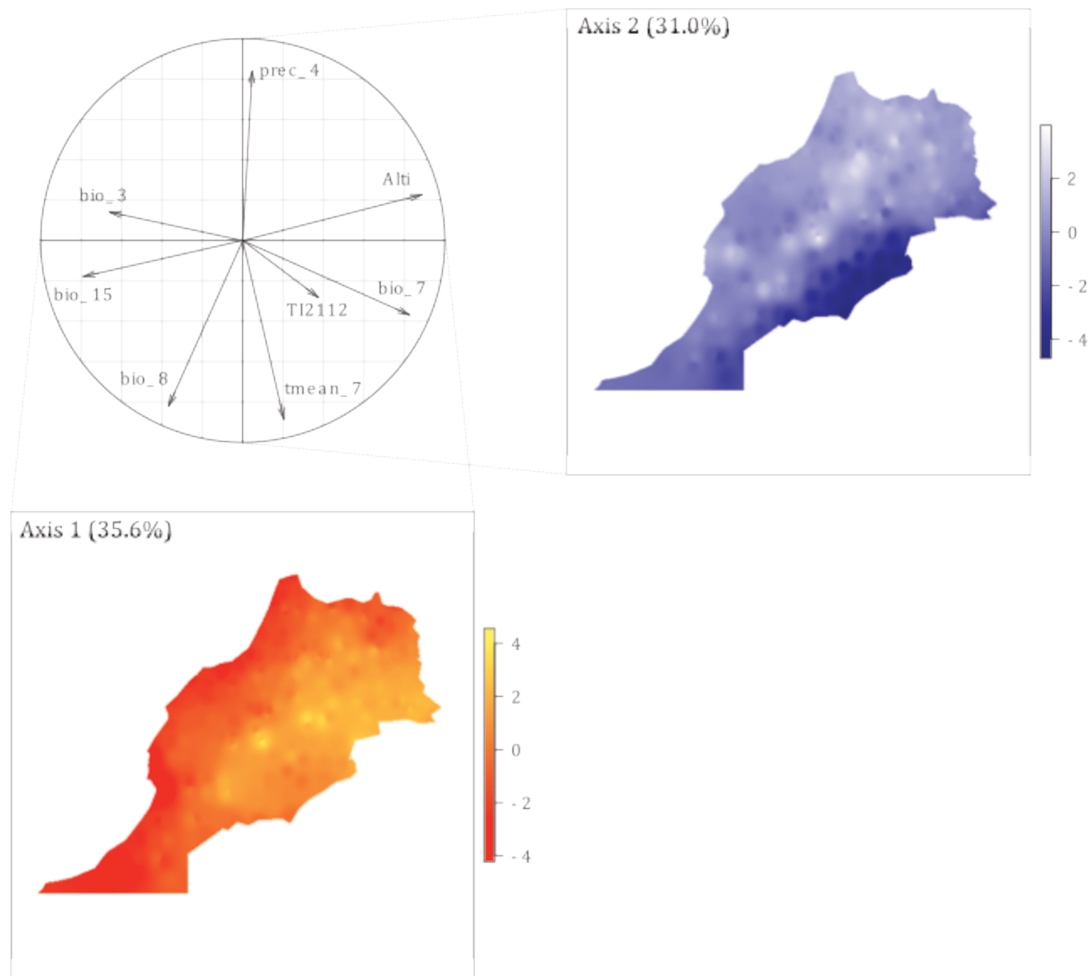 Axis 2 (31.0%)
prec_4
Alti
bio_3
bio_7
bio_15
TI2112
bio_8
tmean_7
2
0
- 2
- 4
Axis 1 (35.6%)
4
2
0
- 2
- 4